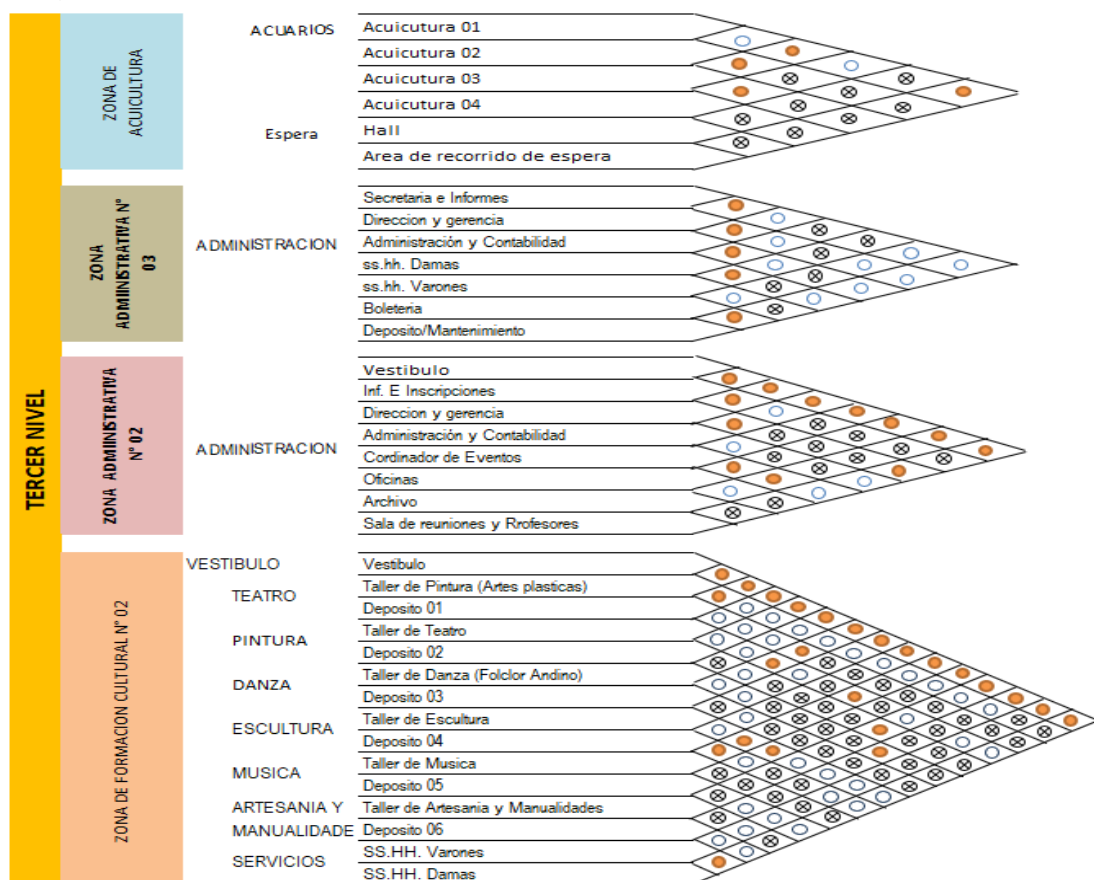 TERCER NIVEL
ZONA DE
ACUICULTURA
ACUARIOS
Acuicutura 01
Acuicutura 02
Acuicutura 03
Acuicutura 04
Espera
Hall
Area de recorrido de espera
ZONA
ADMINISTRATIVA N°
03
ADMINISTRACION
Secretaria e Informes
Direccion y gerencia
Administración y Contabilidad
ss.hh. Damas
ss.hh. Varones
Boleteria
Deposito/Mantenimiento
ZONA ADMINISTRATIVA
N° 02
ADMINISTRACION
Vestibulo
Inf. E Inscripciones
Direccion y gerencia
Administración y Contabilidad
Cordinador de Eventos
Oficinas
Archivo
Sala de reuniones y Rrofesores
ZONA DE FORMACION CULTURAL N° 02
VESTIBULO
Vestibulo
TEATRO
Taller de Pintura (Artes plasticas)
Deposito 01
PINTURA
Taller de Teatro
Deposito 02
DANZA
Taller de Danza (Folclor Andino)
Deposito 03
ESCULTURA
Taller de Escultura
Deposito 04
MUSICA
Taller de Musica
Deposito 05
ARTESANIA Y
Taller de Artesania y Manualidades
MANUALIDADE
Deposito 06
SERVICIOS
SS.HH. Varones
SS.HH. Damas